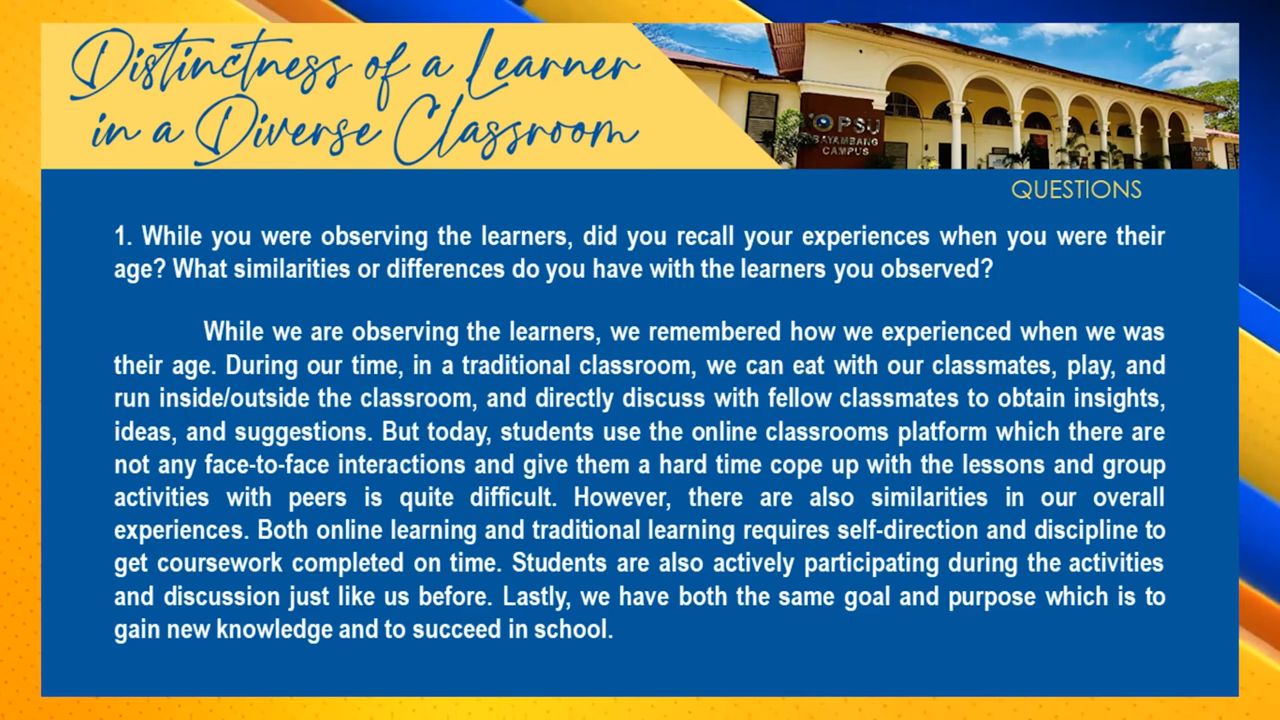 Distinctness of a Learner
in a Diverse Classroom
PSU
BAYAMBANG
CAMPUS
QUESTIONS
1. While you were observing the learners, did you recall your experiences when you were their
age? What similarities or differences do you have with the learners you observed?
While we are observing the learners, we remembered how we experienced when we was
their age. During our time, in a traditional classroom, we can eat with our classmates, play, and
run inside/outside the classroom, and directly discuss with fellow classmates to obtain insights,
ideas, and suggestions. But today, students use the online classrooms platform which there are
not any face-to-face interactions and give them a hard time cope up with the lessons and group
activities with peers is quite difficult. However, there are also similarities in our overall
experiences. Both online learning and traditional learning requires self-direction and discipline to
get coursework completed on time. Students are also actively participating during the activities
and discussion just like us before. Lastly, we have both the same goal and purpose which is to
gain new knowledge and to succeed in school.